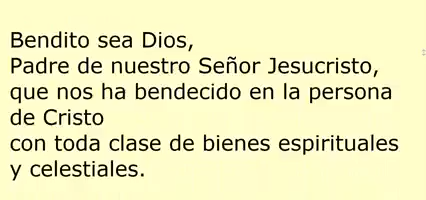 Bendito sea Dios,
Padre de nuestro Señor Jesucristo,
que nos ha bendecido en la persona
de Cristo
con toda clase de bienes espirituales
y celestiales.